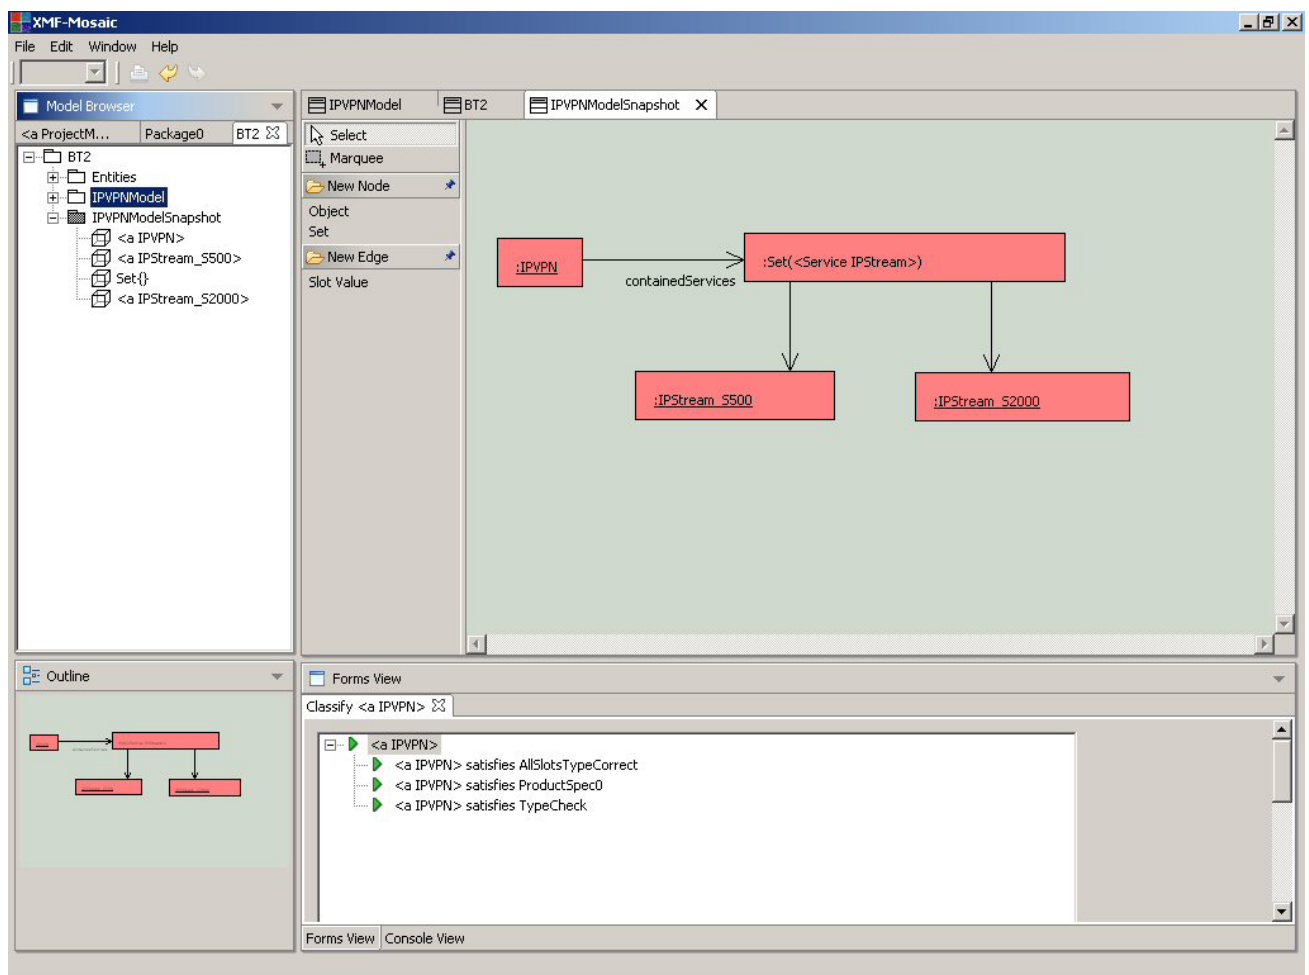 XMF-Mosaic
File Edit Window Help
Model Browser
<a ProjectM... Package0 BT2
BT2
Entities
IPVPNModel
IPVPNModelSnapshot
<a IPVPN>
<a IPStream_S500>
Set{}
<a IPStream_S2000>
IPVPNModel BT2 IPVPNModelSnapshot
Select
Marquee
New Node
Object
Set
New Edge
Slot Value
:IPVPN
containedServices
:Set(<Service IPStream>)
:IPStream_S500
:IPStream_S2000
Outline
Forms View
Classify <a IPVPN>
<a IPVPN>
<a IPVPN> satisfies AllSlotsTypeCorrect
<a IPVPN> satisfies ProductSpec0
<a IPVPN> satisfies TypeCheck
Forms View Console View